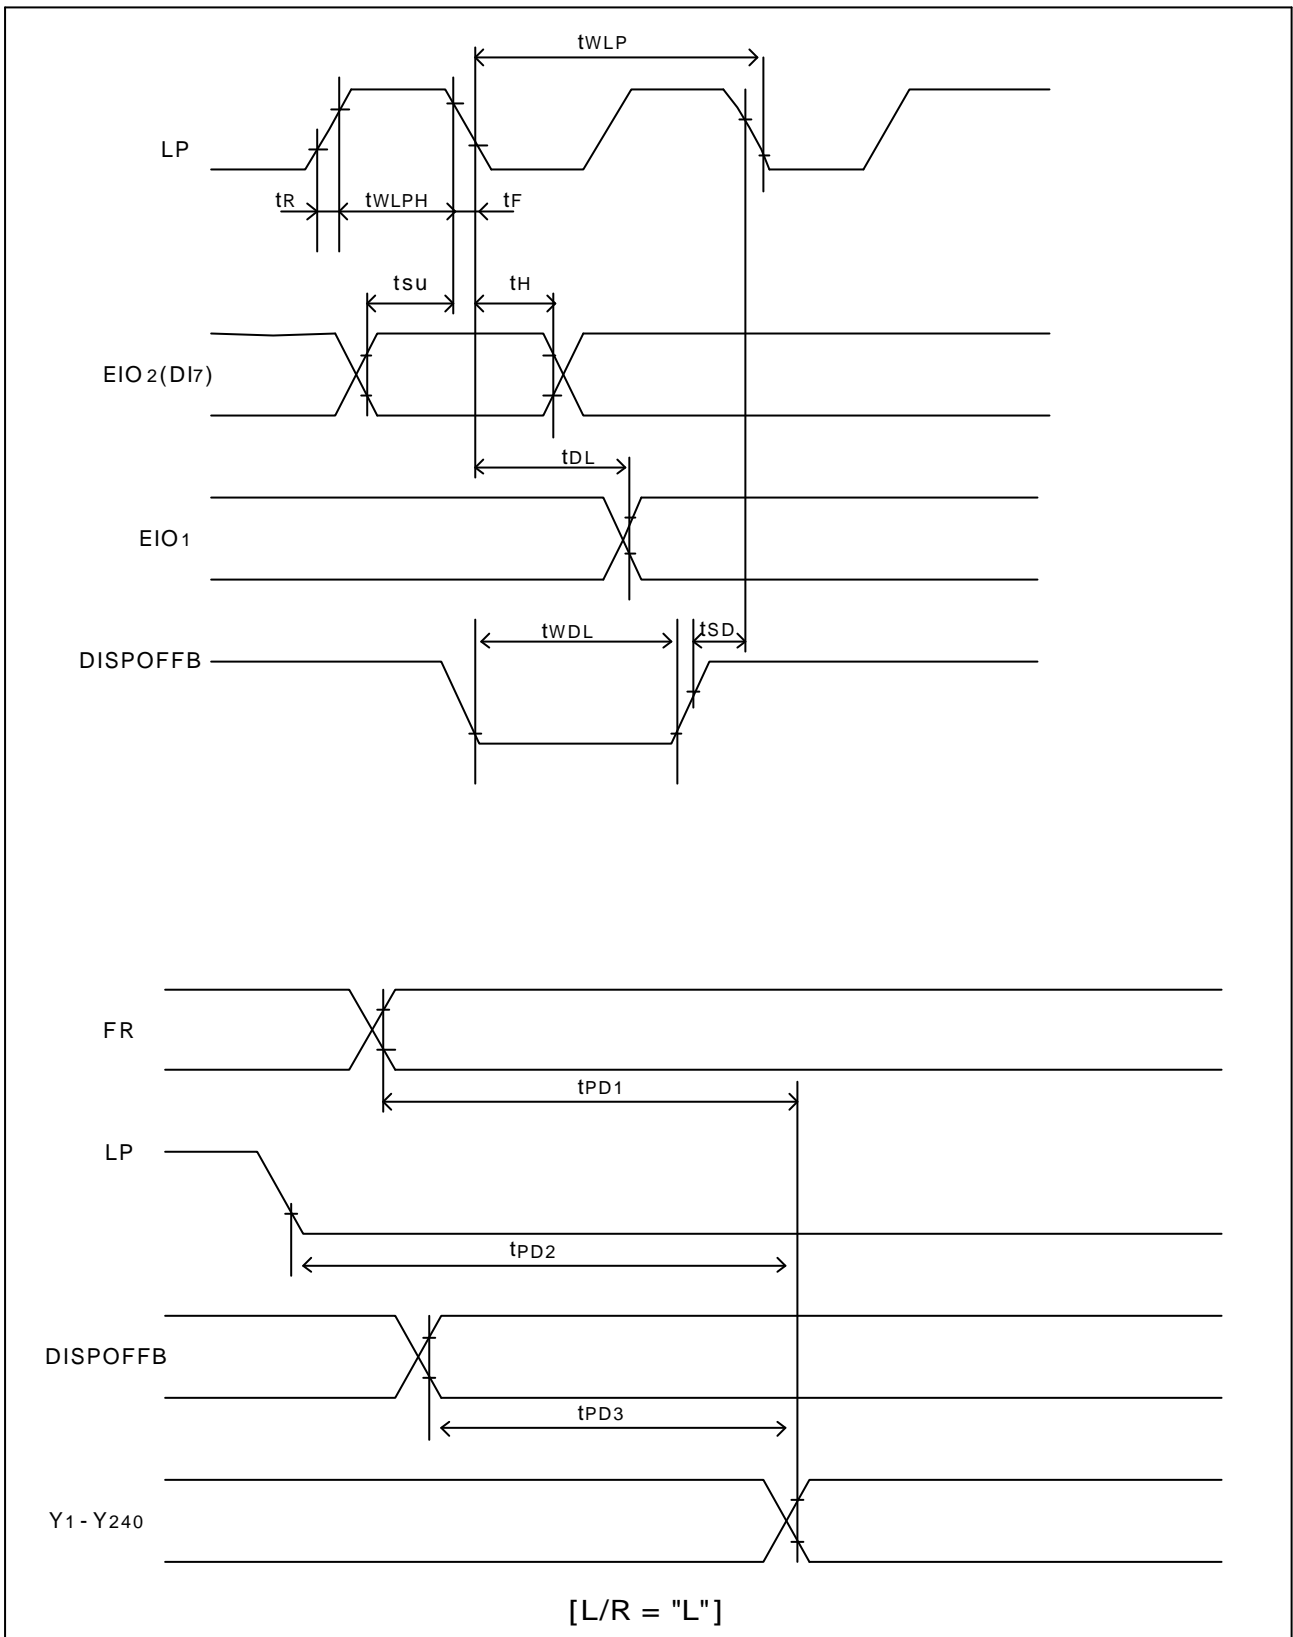 tWLP
LP
tR tWLPH tF
tsu tH
EIO2(DI7)
tDL
EIO1
tWDL tSD
DISPOFFB
FR
tPD1
LP
tPD2
DISPOFFB
tPD3
Y1-Y240
[L/R = "L"]